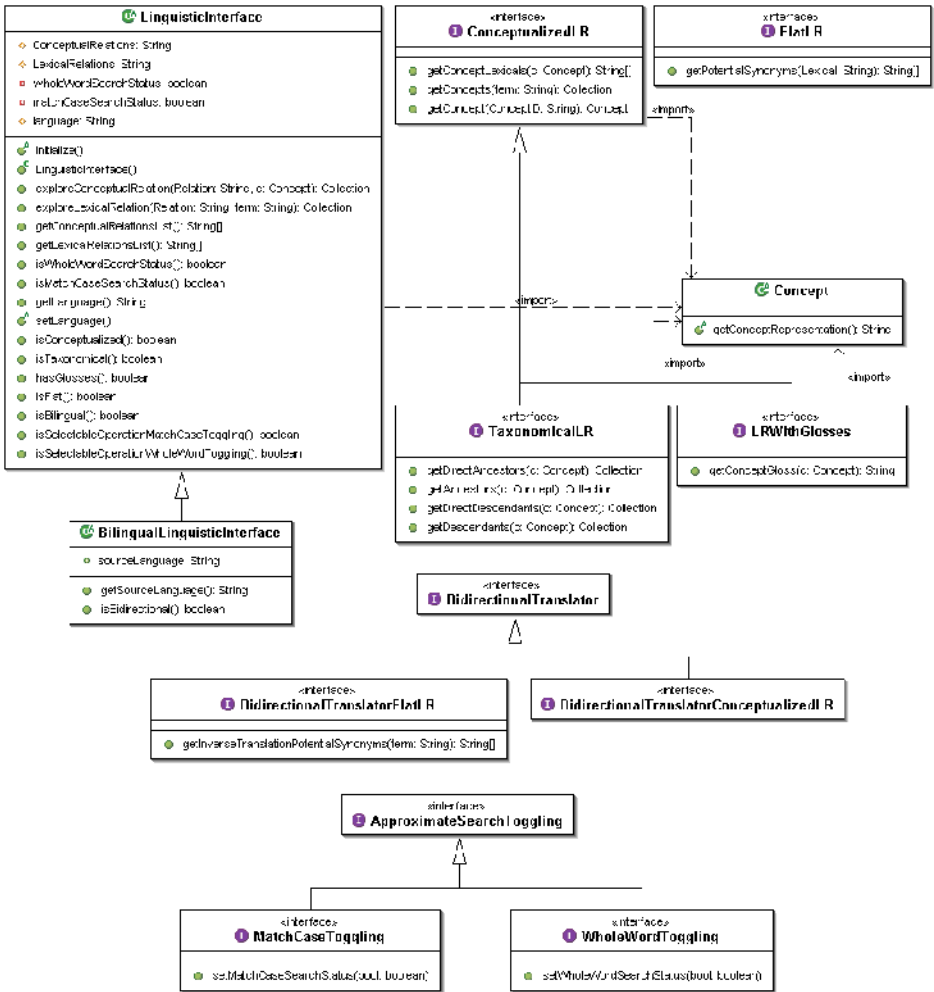 LinguisticInterface
ConceptualRelations: String
LexicalRelations: String
wholeWordSearchStatus: boolean
matchCaseSearchStatus: boolean
language: String
initialize()
LinguisticInterface()
exploreConceptualRelation(Relation: String, c: Concept): Collection
exploreLexicalRelation(Relation: String, term: String): Collection
getConceptualRelationsList(): String[]
getLexicalRelationsList(): String[]
isWholeWordSearchStatus(): boolean
isMatchCaseSearchStatus(): boolean
getLanguage(): String
setLanguage()
isConceptualized(): boolean
isTaxonomical(): boolean
hasGlosses(): boolean
isFlat(): boolean
isBilingual(): boolean
isSelectableOperationMatchCaseToggling(): boolean
isSelectableOperationWholeWordToggling(): boolean
«interface»
ConceptualizedLR
getConceptLexicals(c: Concept): String[]
getConcepts(term: String): Collection
getConcept(ConceptID: String): Concept
«interface»
FlatLR
getPotentialSynonyms(Lexical: String): String[]
«import»
«import»
Concept
getConceptRepresentation(): String
«import»
«import»
«interface»
TaxonomicalLR
getDirectAncestors(c: Concept): Collection
getAncestors(c: Concept): Collection
getDirectDescendants(c: Concept): Collection
getDescendants(c: Concept): Collection
«interface»
LRWithGlosses
getConceptGloss(c: Concept): String
BilingualLinguisticInterface
sourceLanguage: String
getSourceLanguage(): String
isBidirectional(): boolean
«interface»
BidirectionalTranslator
«interface»
BidirectionalTranslatorFlatLR
getInverseTranslationPotentialSynonyms(term: String): String[]
«interface»
BidirectionalTranslatorConceptualizedLR
«interface»
ApproximateSearchToggling
«interface»
MatchCaseToggling
setMatchCaseSearchStatus(bool: boolean)
«interface»
WholeWordToggling
setWholeWordSearchStatus(bool: boolean)